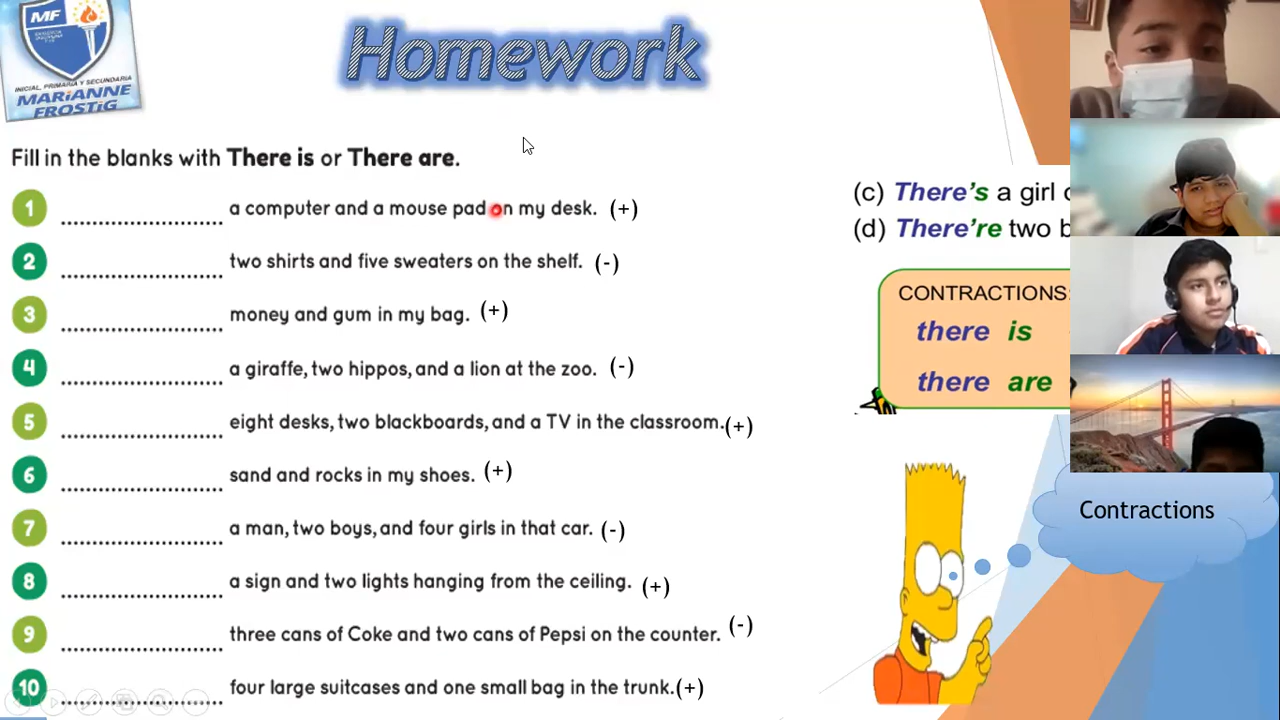 MF
INICIAL, PRIMARIA Y SECUNDARIA
MARIANNE
FROSTIG
Homework
Fill in the blanks with There is or There are.
1 ........................... a computer and a mouse pad on my desk. (+)
2 ........................... two shirts and five sweaters on the shelf. (-)
3 ........................... money and gum in my bag. (+)
4 ........................... a giraffe, two hippos, and a lion at the zoo. (-)
5 ........................... eight desks, two blackboards, and a TV in the classroom. (+)
6 ........................... sand and rocks in my shoes. (+)
7 ........................... a man, two boys, and four girls in that car. (-)
8 ........................... a sign and two lights hanging from the ceiling. (+)
9 ........................... three cans of Coke and two cans of Pepsi on the counter. (-)
10 ........................... four large suitcases and one small bag in the trunk. (+)
(c) There's a girl
(d) There're two
CONTRACTIONS
there is
there are
Contractions